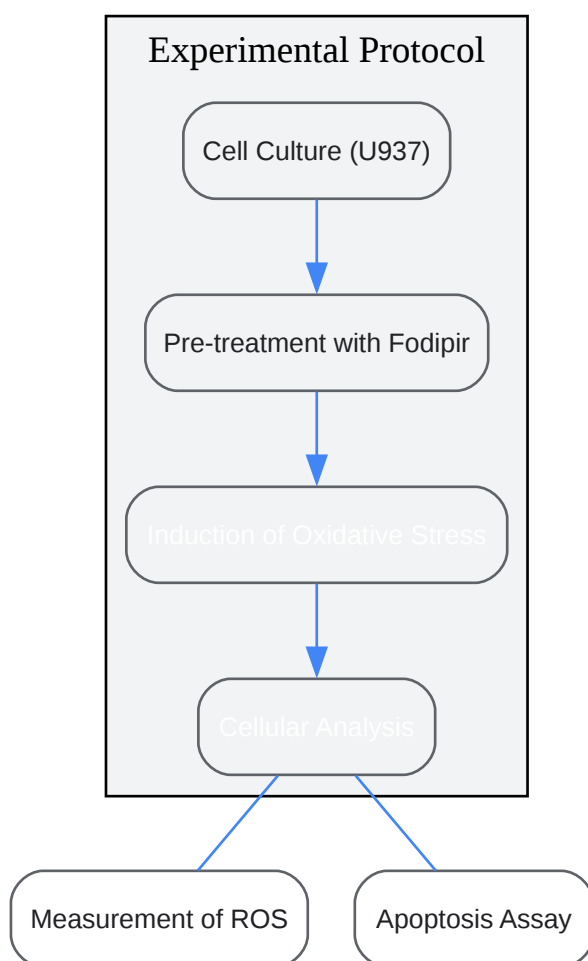 Experimental Protocol
Cell Culture (U937)
Pre-treatment with Fodipir
Induction of Oxidative Stress
Cellular Analysis
Measurement of ROS
Apoptosis Assay